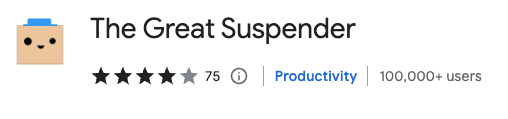 The Great Suspender
75 Productivity 100,000+ users